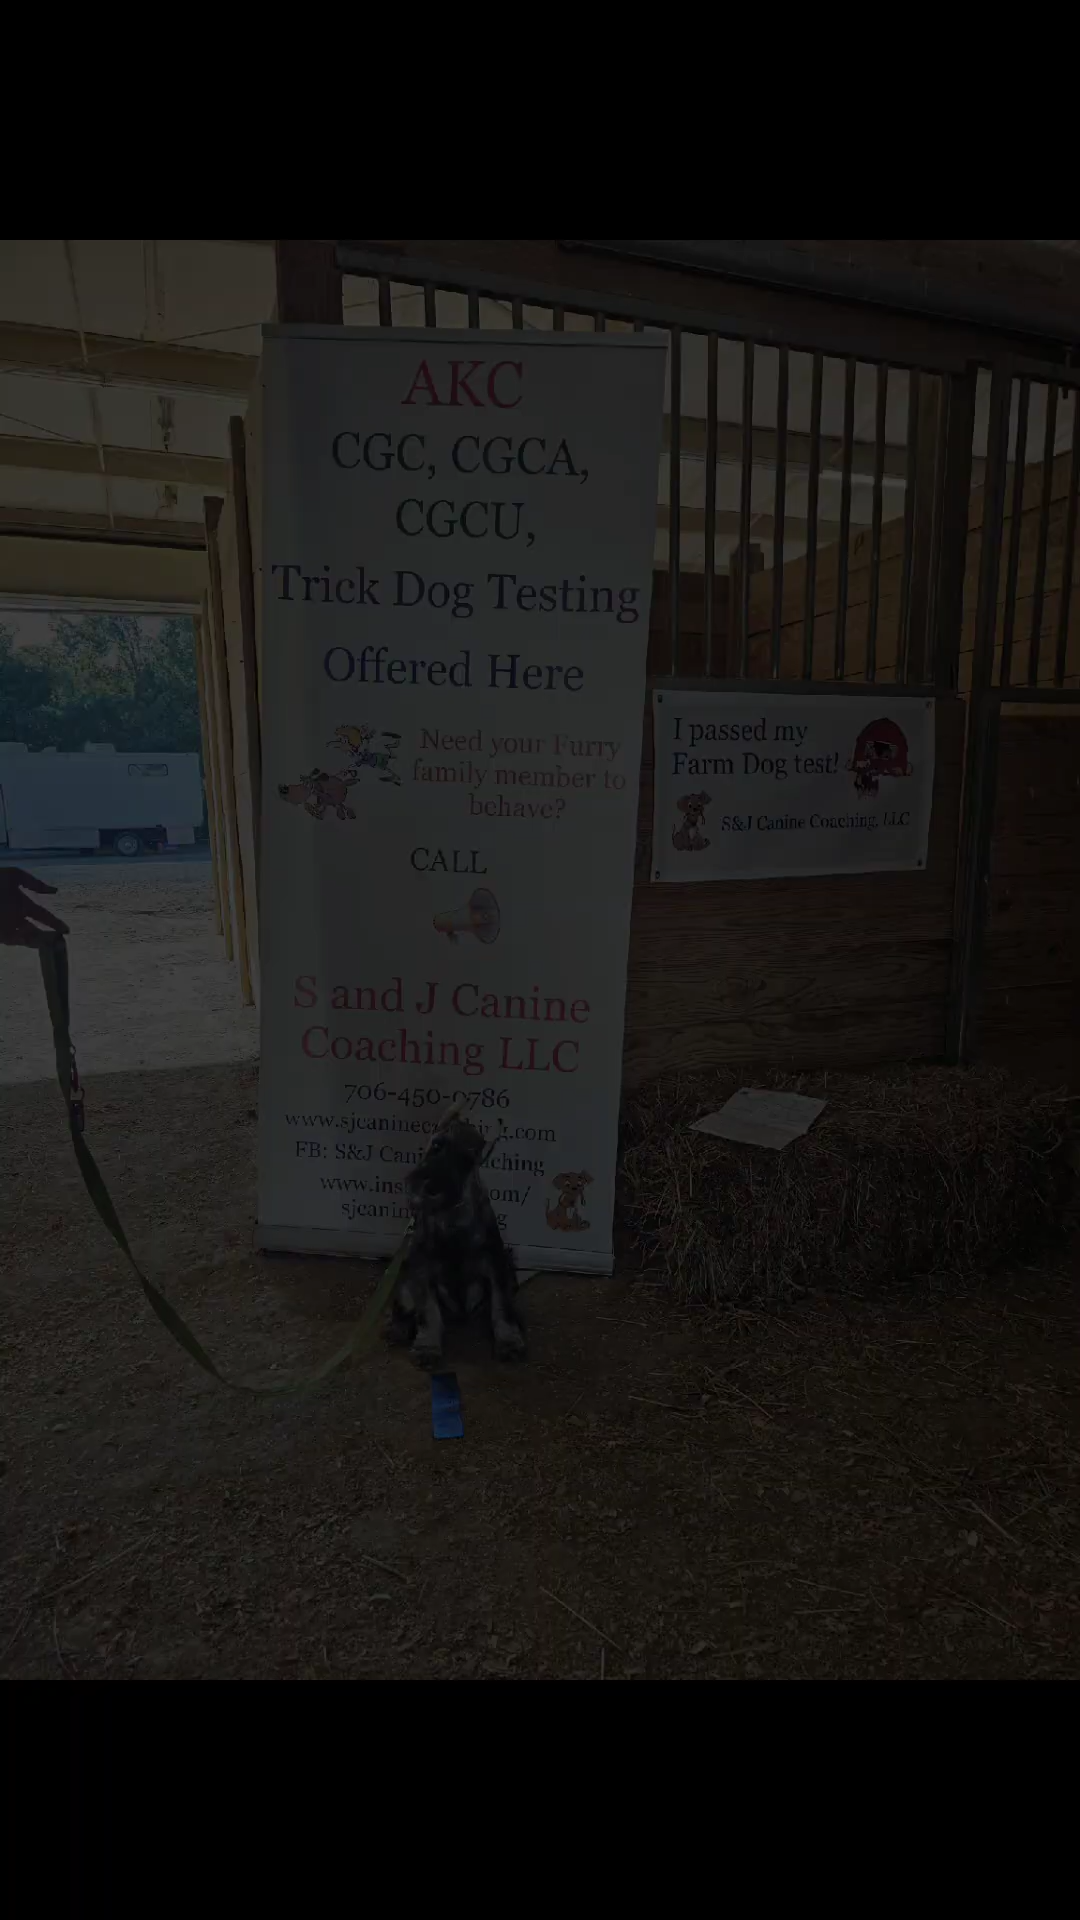 AKC
CGC, CGCA,
CGCU,
Trick Dog Testing
Offered Here
Need your Furry
family member to
behave?
CALL
S and J Canine
Coaching LLC
706-450-0786
FB: S&J
I passed my
Farm Dog test!
S&J Canine Coaching, LLC